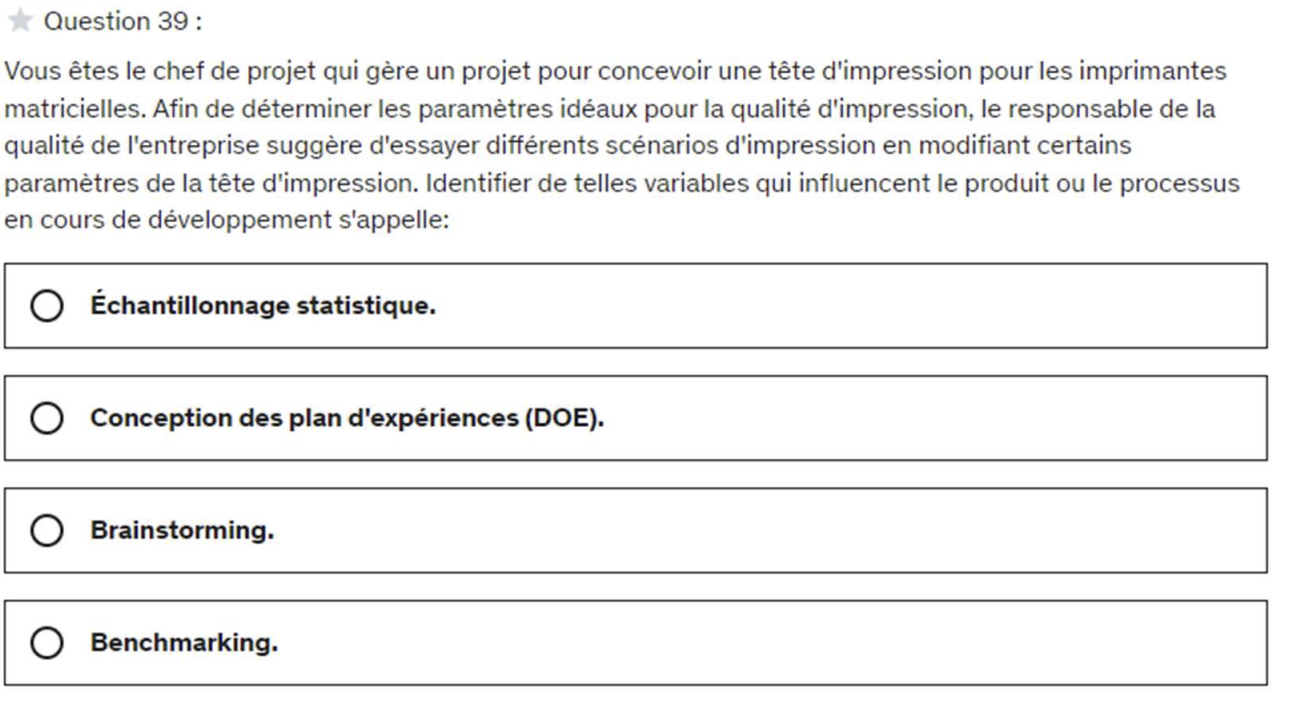 Question 39 :
Vous êtes le chef de projet qui gère un projet pour concevoir une tête d'impression pour les imprimantes
matricielles. Afin de déterminer les paramètres idéaux pour la qualité d'impression, le responsable de la
qualité de l'entreprise suggère d'essayer différents scénarios d'impression en modifiant certains
paramètres de la tête d'impression. Identifier de telles variables qui influencent le produit ou le processus
en cours de développement s'appelle:
Échantillonnage statistique.
Conception des plan d'expériences (DOE).
Brainstorming.
Benchmarking.